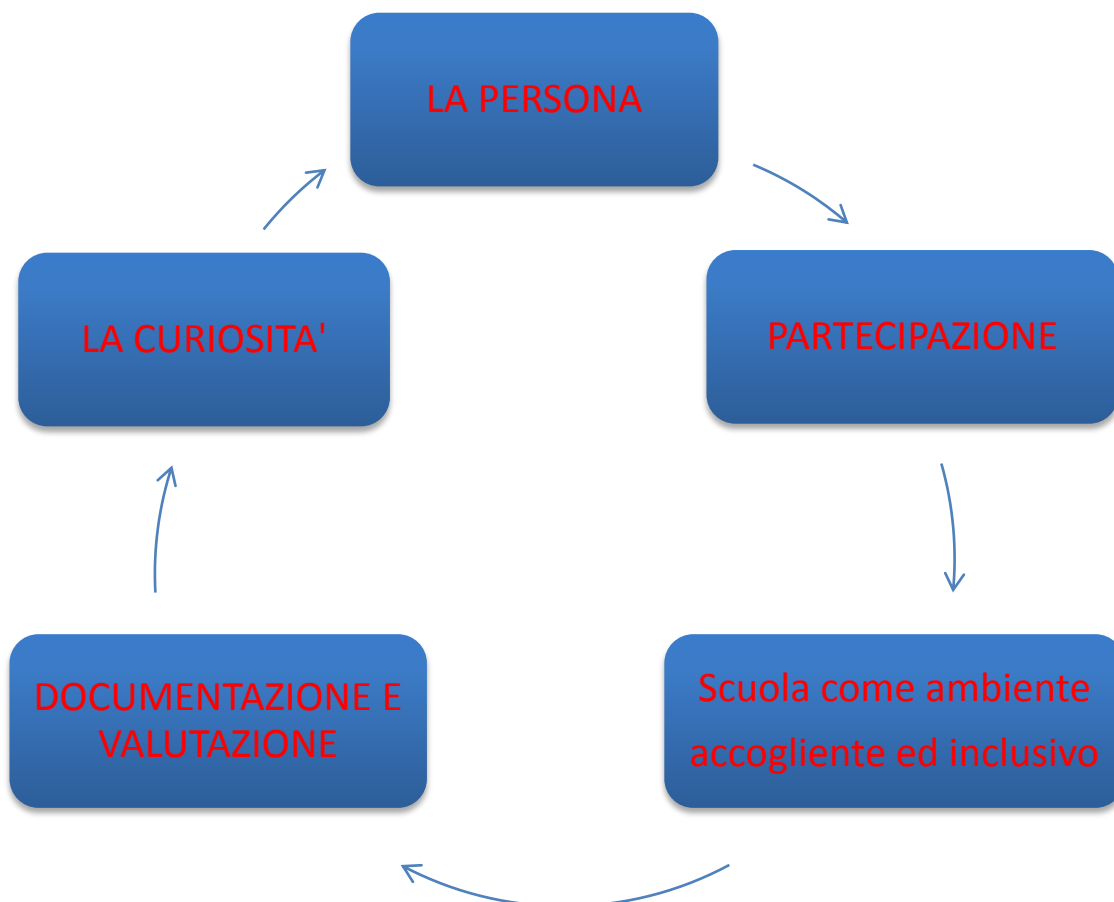 LA PERSONA
PARTECIPAZIONE
Scuola come ambiente
accogliente ed inclusivo
DOCUMENTAZIONE E
VALUTAZIONE
LA CURIOSITA'